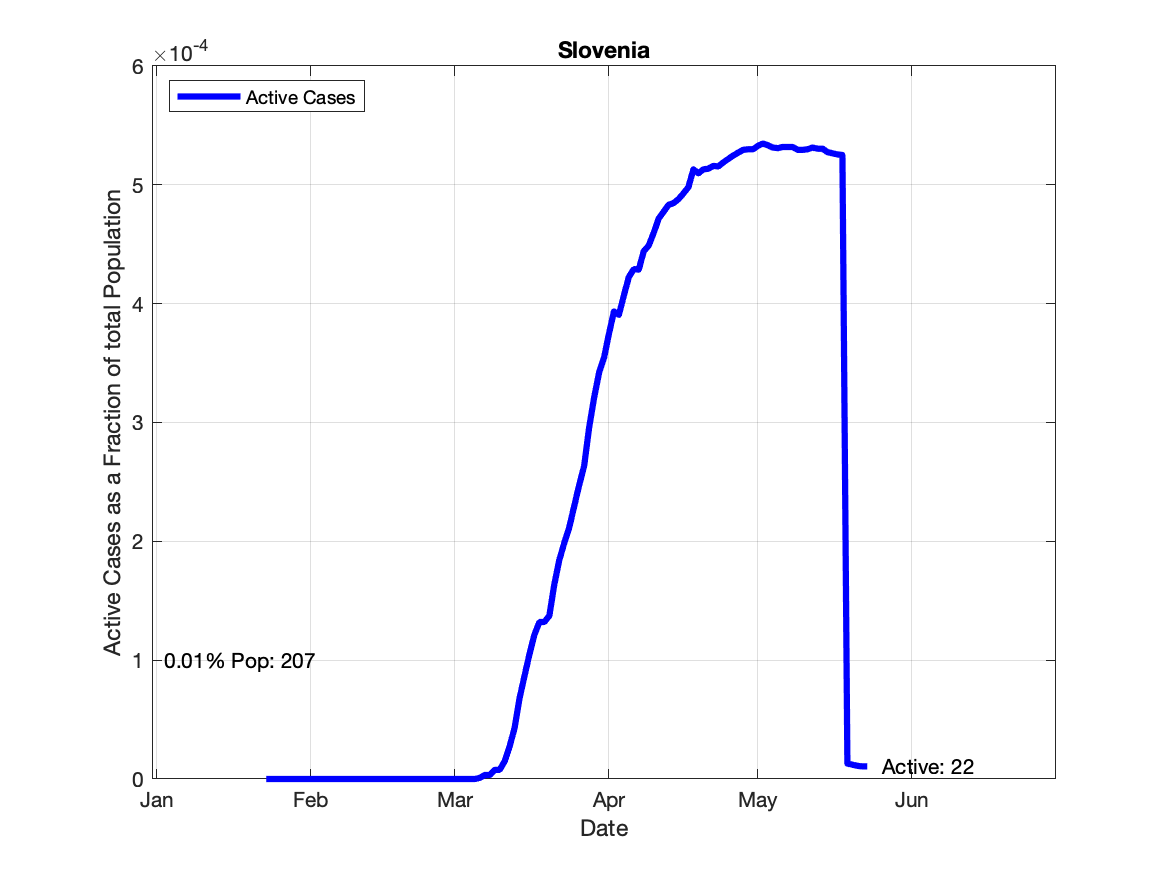 Slovenia
×10-4
Active Cases
6
5
4
3
2
1
0
0.01% Pop: 207
Active: 22
Jan Feb Mar Apr May Jun
Date
Active Cases as a Fraction of total Population